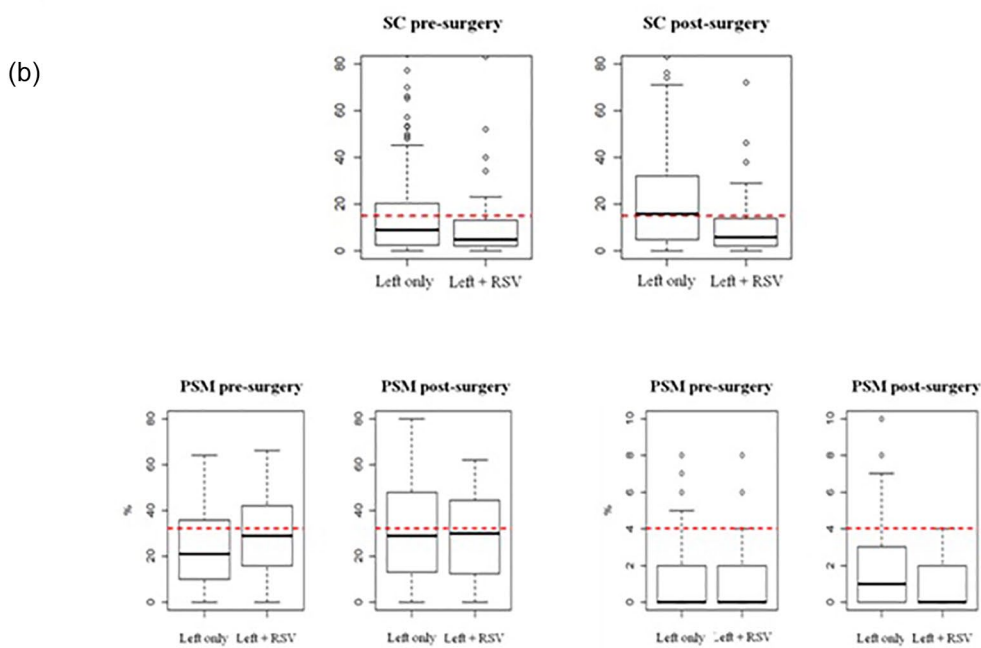 (b)
SC pre-surgery
SC post-surgery
80
60
40
20
0
Left only Left + RSV
80
60
40
20
0
Left only Left + RSV
PSM pre-surgery
PSM post-surgery
PSM pre-surgery
PSM post-surgery
%
80
60
40
20
0
Left only Left + RSV
80
60
40
20
0
Left only Left + RSV
%
10
8
6
4
2
0
Left only Left + RSV
10
8
6
4
2
0
Left only Left + RSV